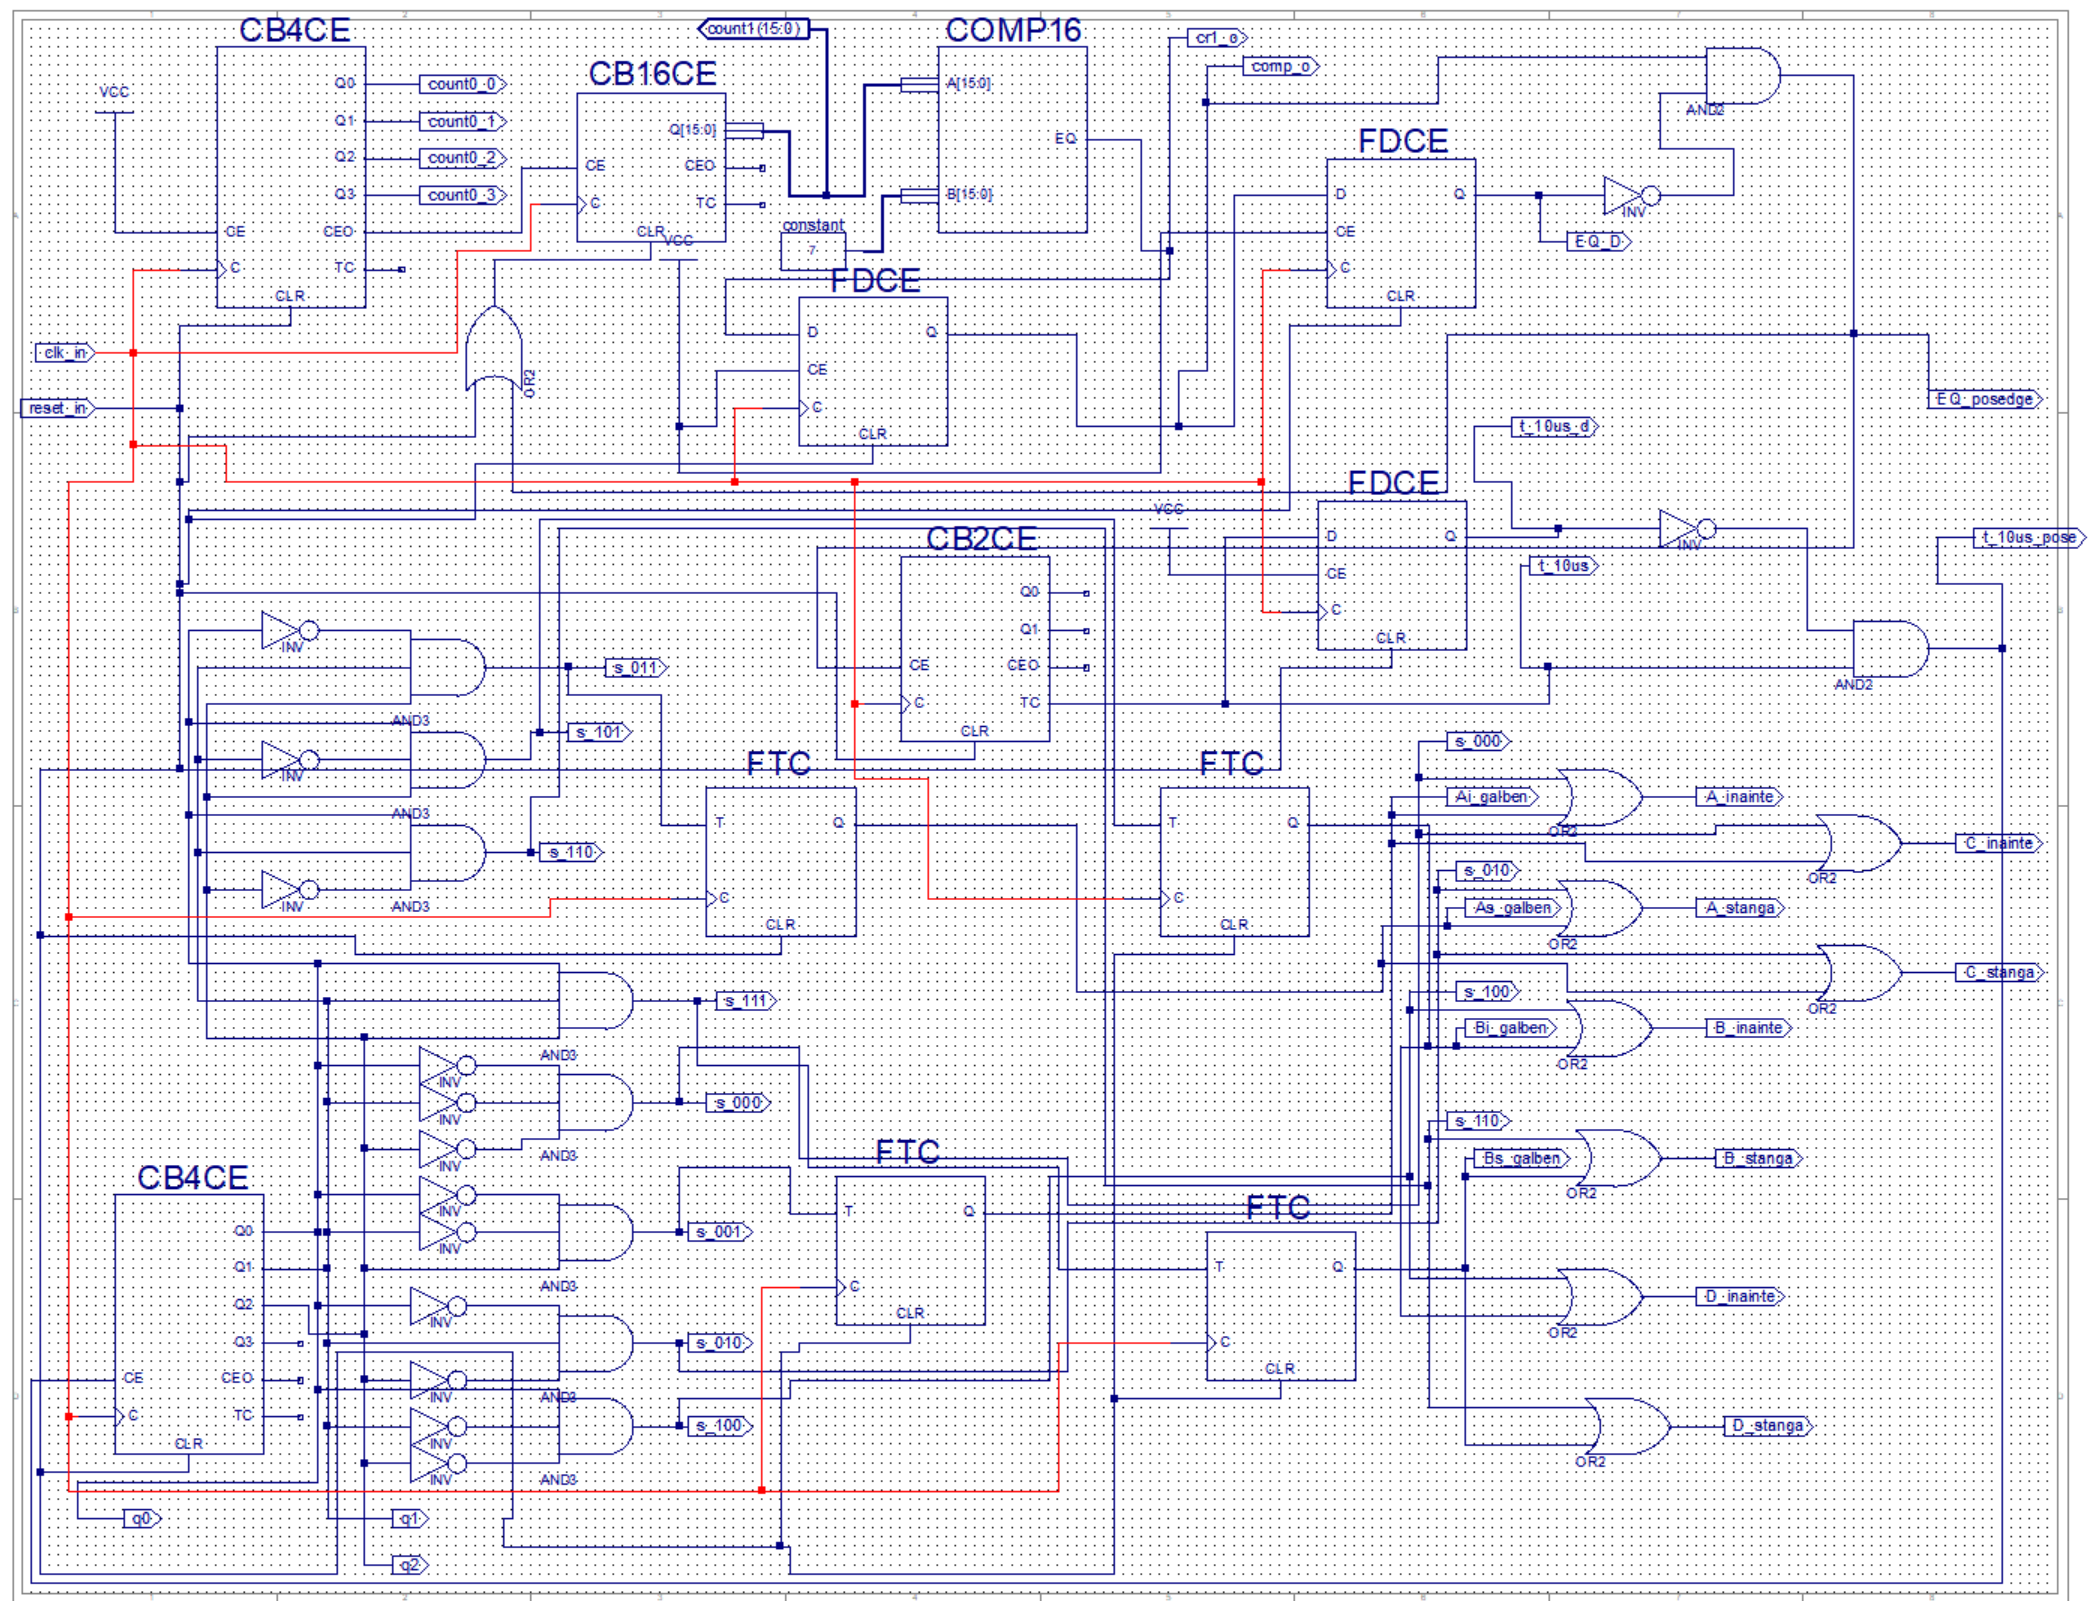 CB4CE
VCC
Q0
Q1
Q2
Q3
CE
CEO
C
TC
CLR
count0_0
count0_1
count0_2
count0_3
CB16CE
Q[15:0]
CE
CEO
C
TC
CLR
count1(15:0)
COMP16
A[15:0]
EQ
B[15:0]
constant
7
VCC
cr1_o
comp_o
AND2
FDCE
D
Q
CE
C
CLR
INV
EQ_D
FDCE
D
Q
CE
C
CLR
OR2
clk_in
reset_in
EQ_posedge
t_10us_d
FDCE
VCC
D
Q
CE
C
CLR
INV
t_10us
t_10us_pose
AND2
CB2CE
Q0
Q1
CE
CEO
C
TC
CLR
INV
s_011
AND3
INV
s_101
AND3
INV
s_110
AND3
FTC
T
Q
C
CLR
FTC
T
Q
C
CLR
s_000
Ai_galben
OR2
A_inainte
OR2
C_inainte
s_010
As_galben
OR2
A_stanga
OR2
C_stanga
s_100
Bi_galben
OR2
B_inainte
s_111
AND3
INV
INV
INV
s_000
AND3
INV
INV
s_001
AND3
INV
s_010
INV
AND3
INV
INV
s_100
AND3
FTC
T
Q
C
CLR
FTC
T
Q
C
CLR
s_110
Bs_galben
OR2
B_stanga
OR2
D_inainte
OR2
D_stanga
CB4CE
Q0
Q1
Q2
Q3
CE
CEO
C
TC
CLR
q0
q1
q2